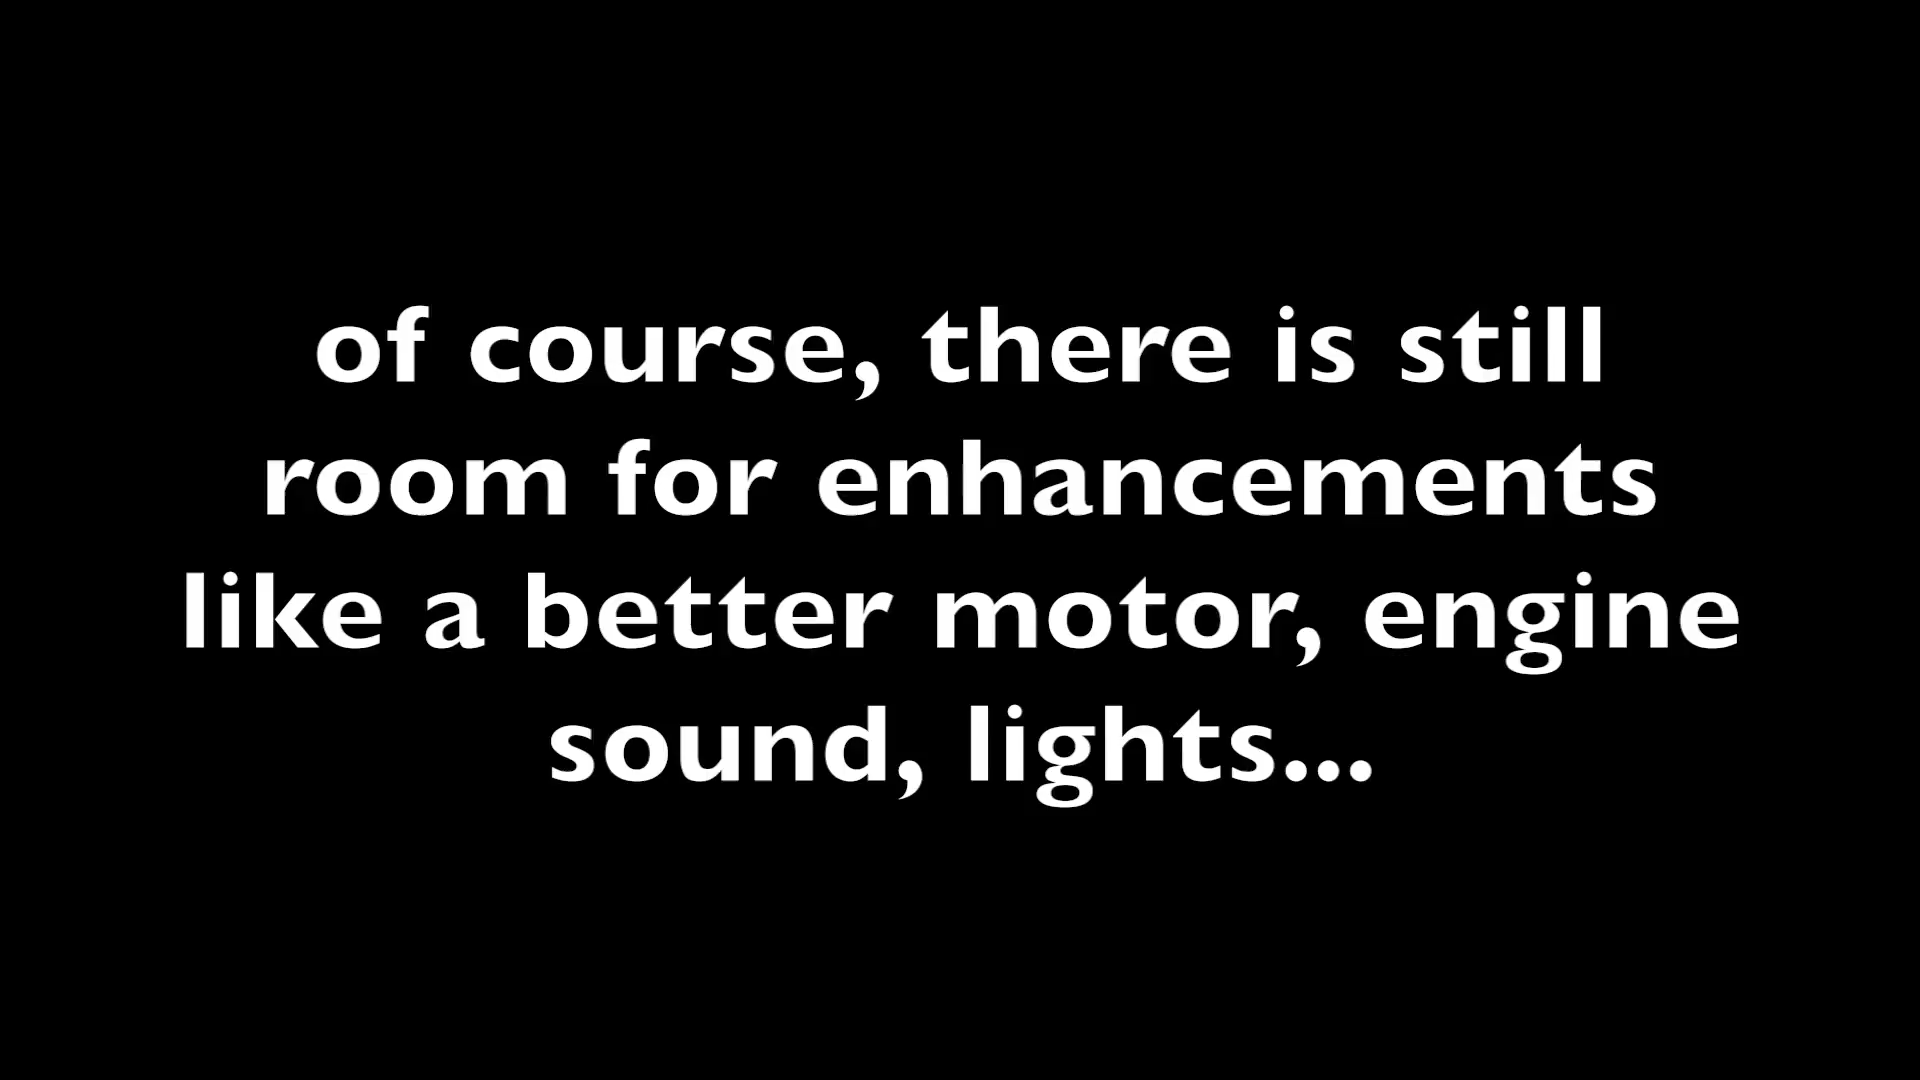 of course, there is still
room for enhancements
like a better motor, engine
sound, lights...